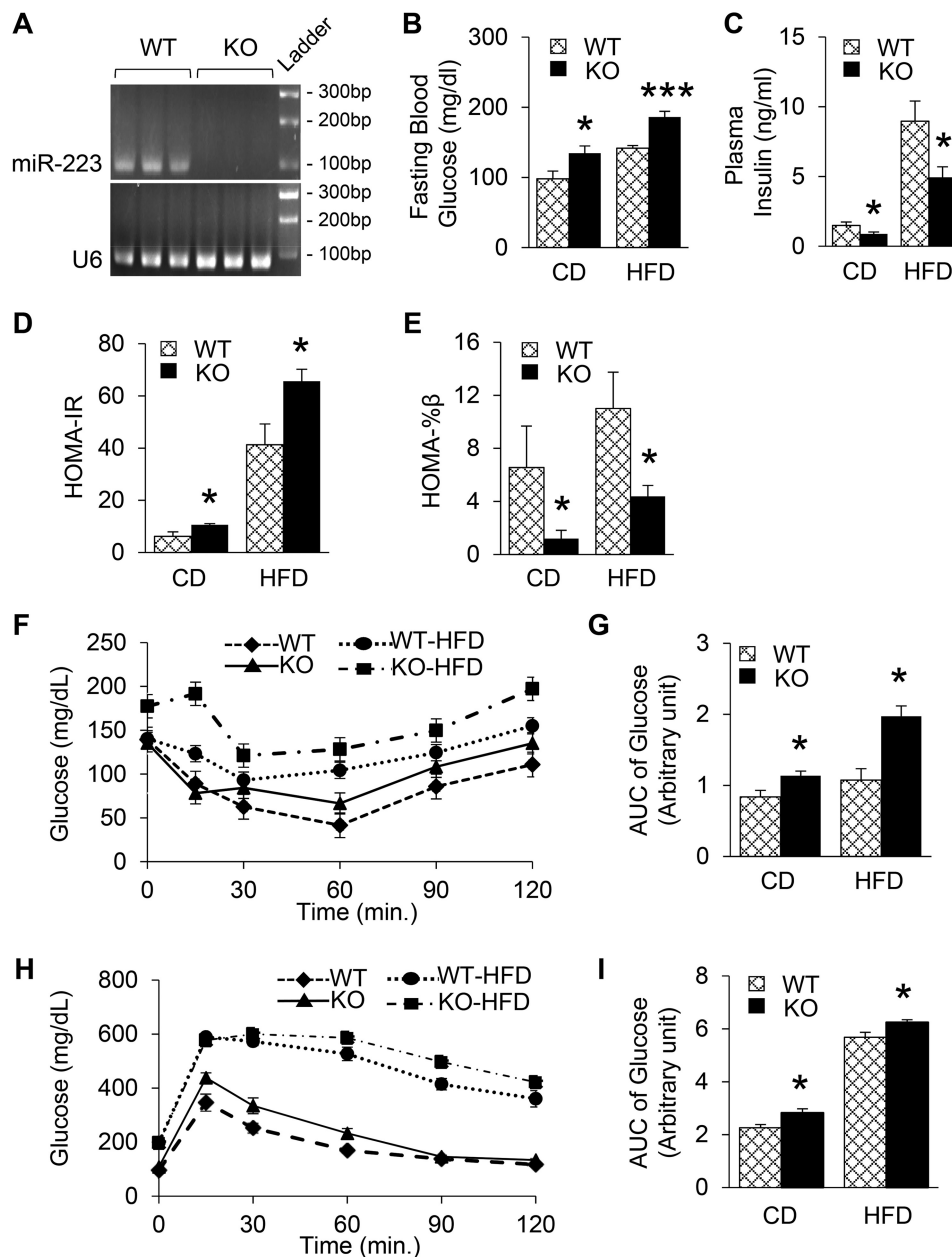 A
WT KO Ladder
- 300bp
- 200bp
miR-223 - 100bp
- 300bp
- 200bp
U6 - 100bp
B
Fasting Blood
Glucose (mg/dl)
300
200
100
0
WT
KO
*
***
CD HFD
C
Plasma
Insulin (ng/ml)
15
10
5
0
WT
KO
*
*
CD HFD
D
HOMA-IR
80
60
40
20
0
WT
KO
*
*
CD HFD
E
HOMA-%β
16
12
8
4
0
WT
KO
*
*
CD HFD
F
Glucose (mg/dL)
250
200
150
100
50
0
WT WT-HFD
KO KO-HFD
0 30 60 90 120
Time (min.)
G
AUC of Glucose
(Arbitrary unit)
3
2
1
0
WT
KO
*
*
CD HFD
H
Glucose (mg/dL)
800
600
400
200
0
WT WT-HFD
KO KO-HFD
0 30 60 90 120
Time (min.)
I
AUC of Glucose
(Arbitrary unit)
8
6
4
2
0
WT
KO
*
*
CD HFD